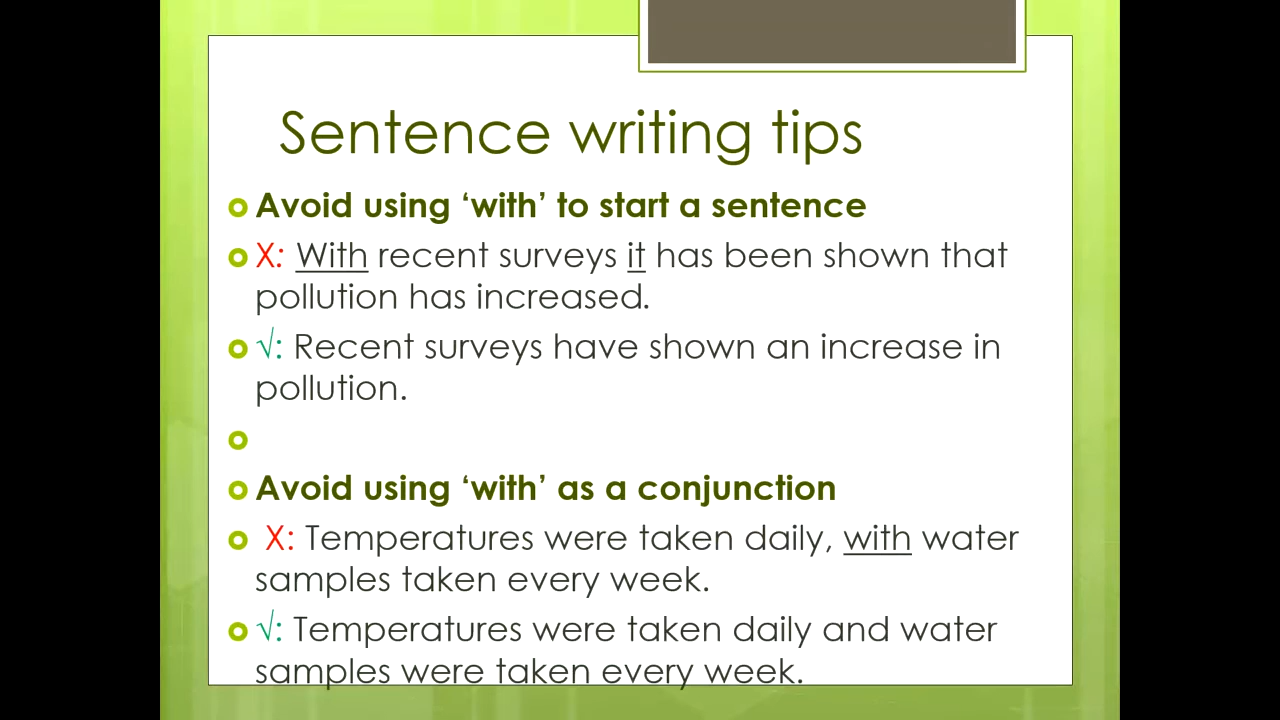 Sentence writing tips
Avoid using ‘with’ to start a sentence
X: With recent surveys it has been shown that
pollution has increased.
√: Recent surveys have shown an increase in
pollution.
Avoid using ‘with’ as a conjunction
X: Temperatures were taken daily, with water
samples taken every week.
√: Temperatures were taken daily and water
samples were taken every week.